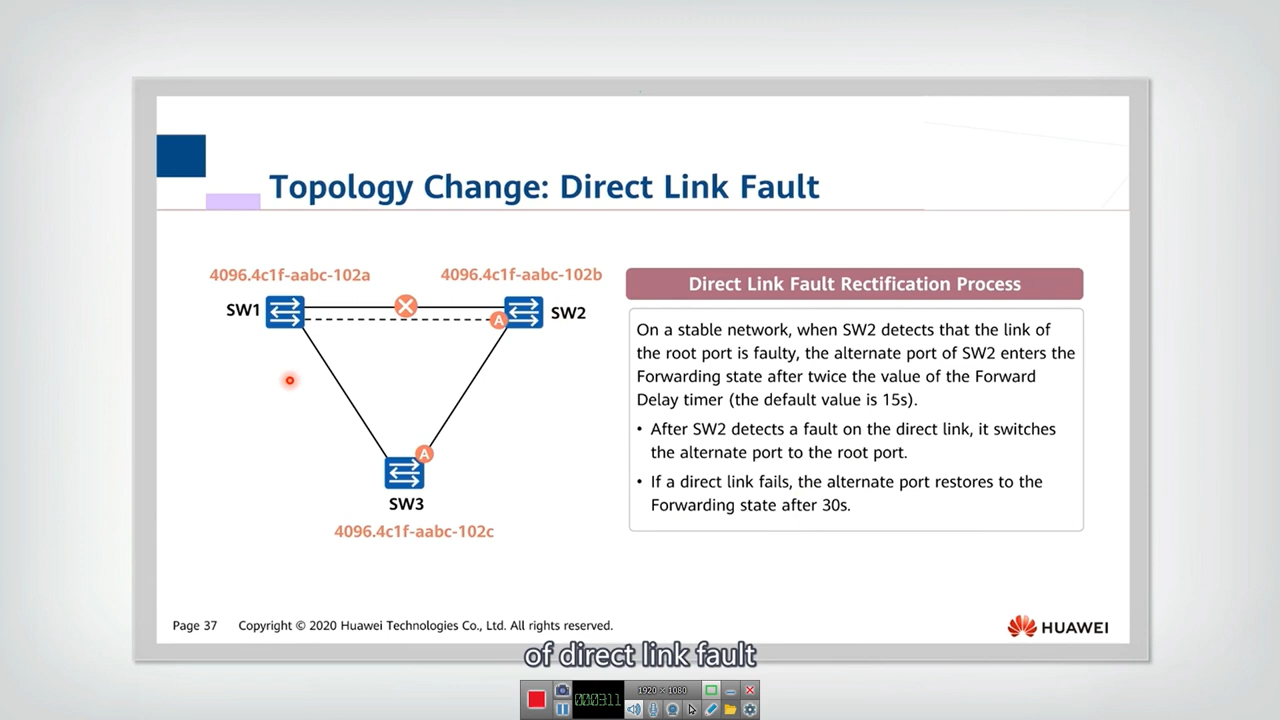 Topology Change: Direct Link Fault
4096.4c1f-aabc-102a
4096.4c1f-aabc-102b
SW1
A
SW2
A
SW3
4096.4c1f-aabc-102c
Direct Link Fault Rectification Process
On a stable network, when SW2 detects that the link of
the root port is faulty, the alternate port of SW2 enters the
Forwarding state after twice the value of the Forward
Delay timer (the default value is 15s).
• After SW2 detects a fault on the direct link, it switches
the alternate port to the root port.
• If a direct link fails, the alternate port restores to the
Forwarding state after 30s.
Page 37 Copyright © 2020 Huawei Technologies Co., Ltd. All rights reserved.
HUAWEI
of direct link fault
000311
1920 × 1080